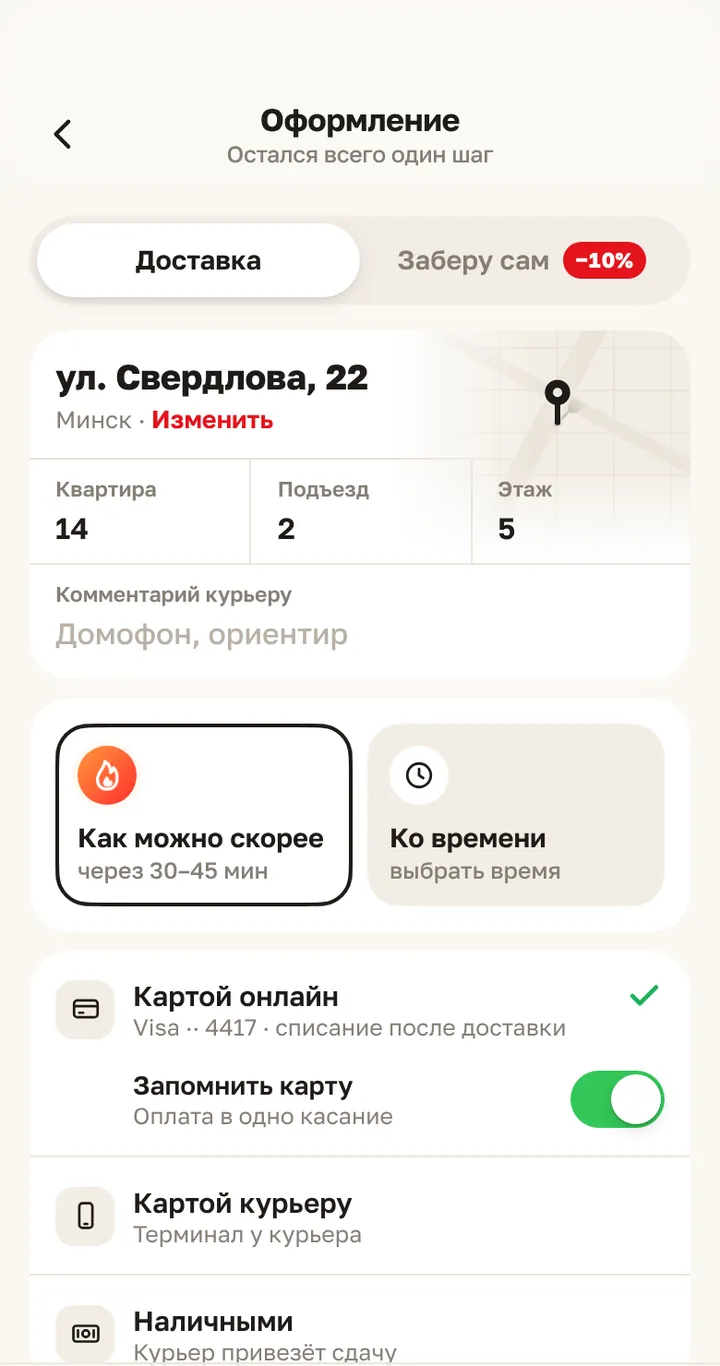 Оформление
Остался всего один шаг
Доставка
Заберу сам −10%
ул. Свердлова, 22
Минск · Изменить
Квартира
14
Подъезд
2
Этаж
5
Комментарий курьеру
Домофон, ориентир
Как можно скорее
через 30–45 мин
Ко времени
выбрать время
Картой онлайн
Visa ·· 4417 · списание после доставки
Запомнить карту
Оплата в одно касание
Картой курьеру
Терминал у курьера
Наличными
Курьер привезёт сдачу